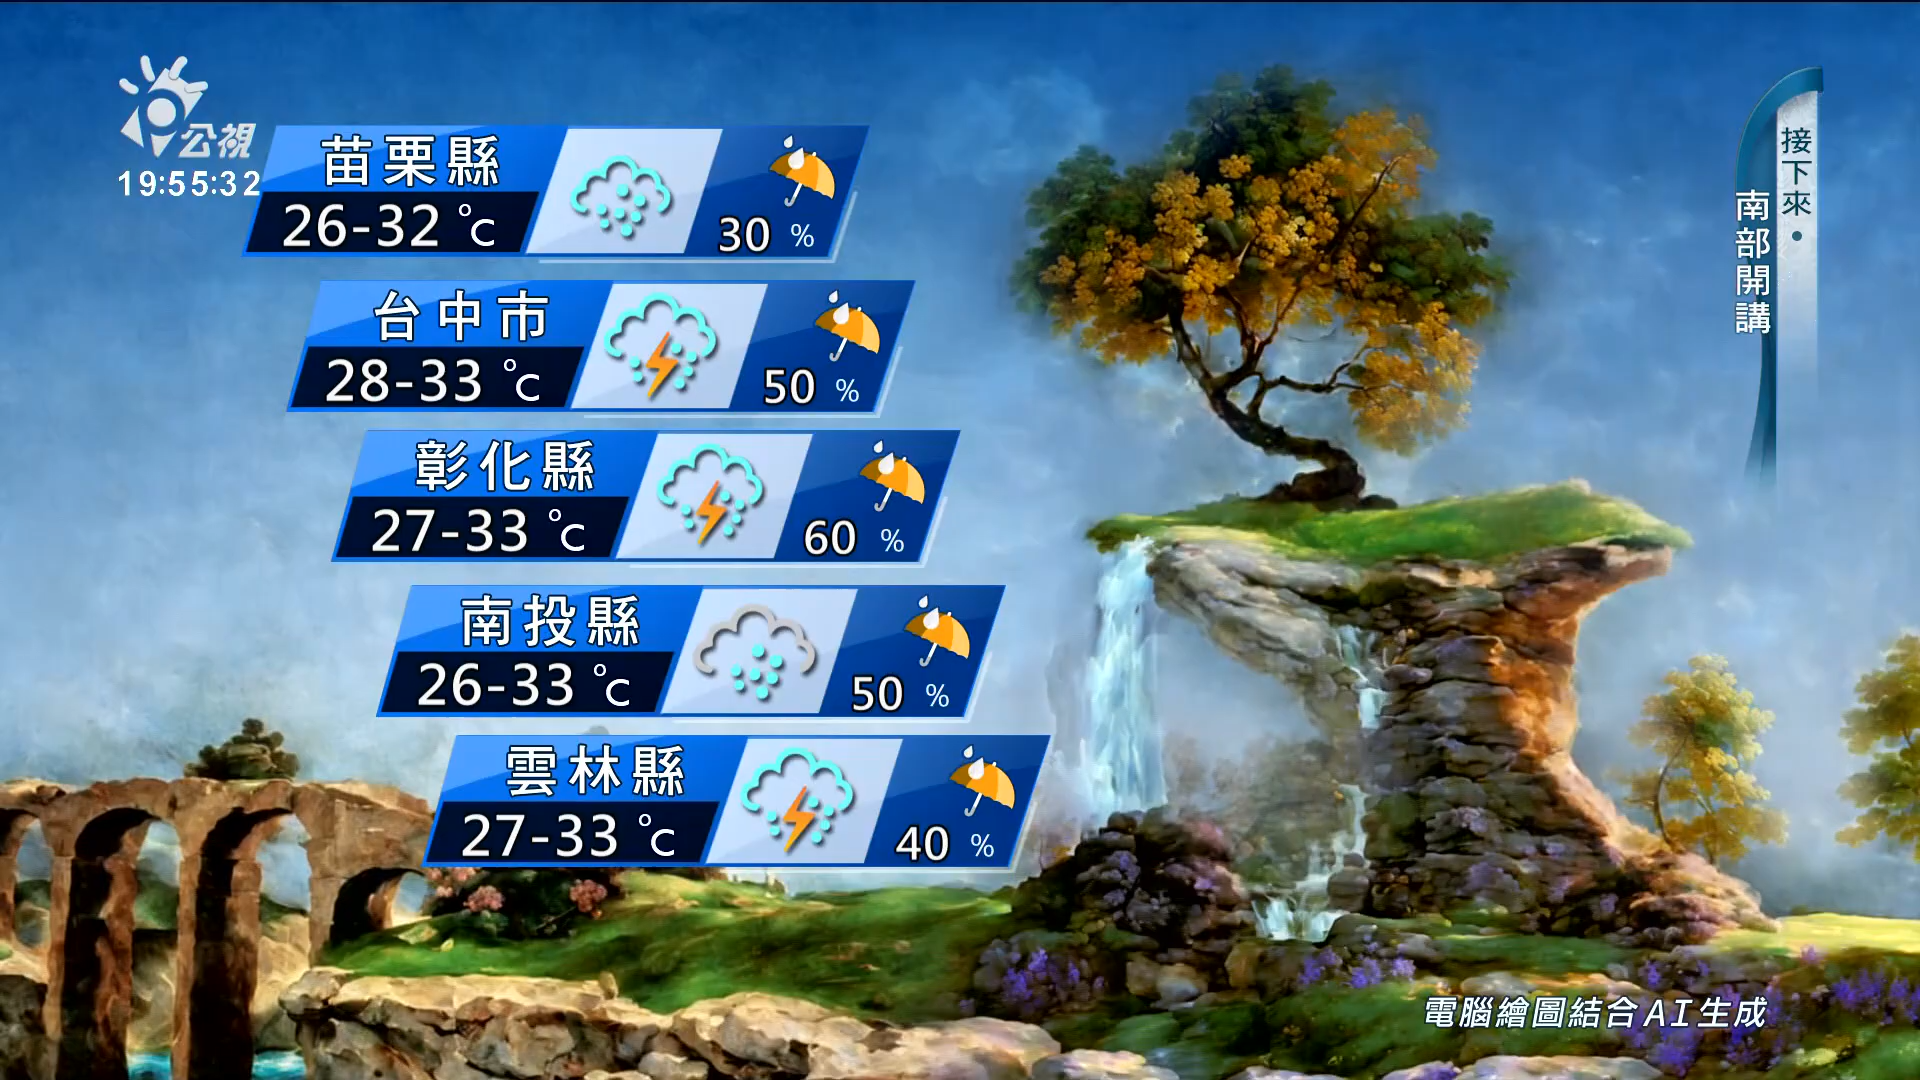 公視
19:55:32
苗栗縣
26-32 ℃
30 %
台中市
28-33 ℃
50 %
彰化縣
27-33 ℃
60 %
南投縣
26-33 ℃
50 %
雲林縣
27-33 ℃
40 %
接下來•
南部開講
電腦繪圖結合AI生成